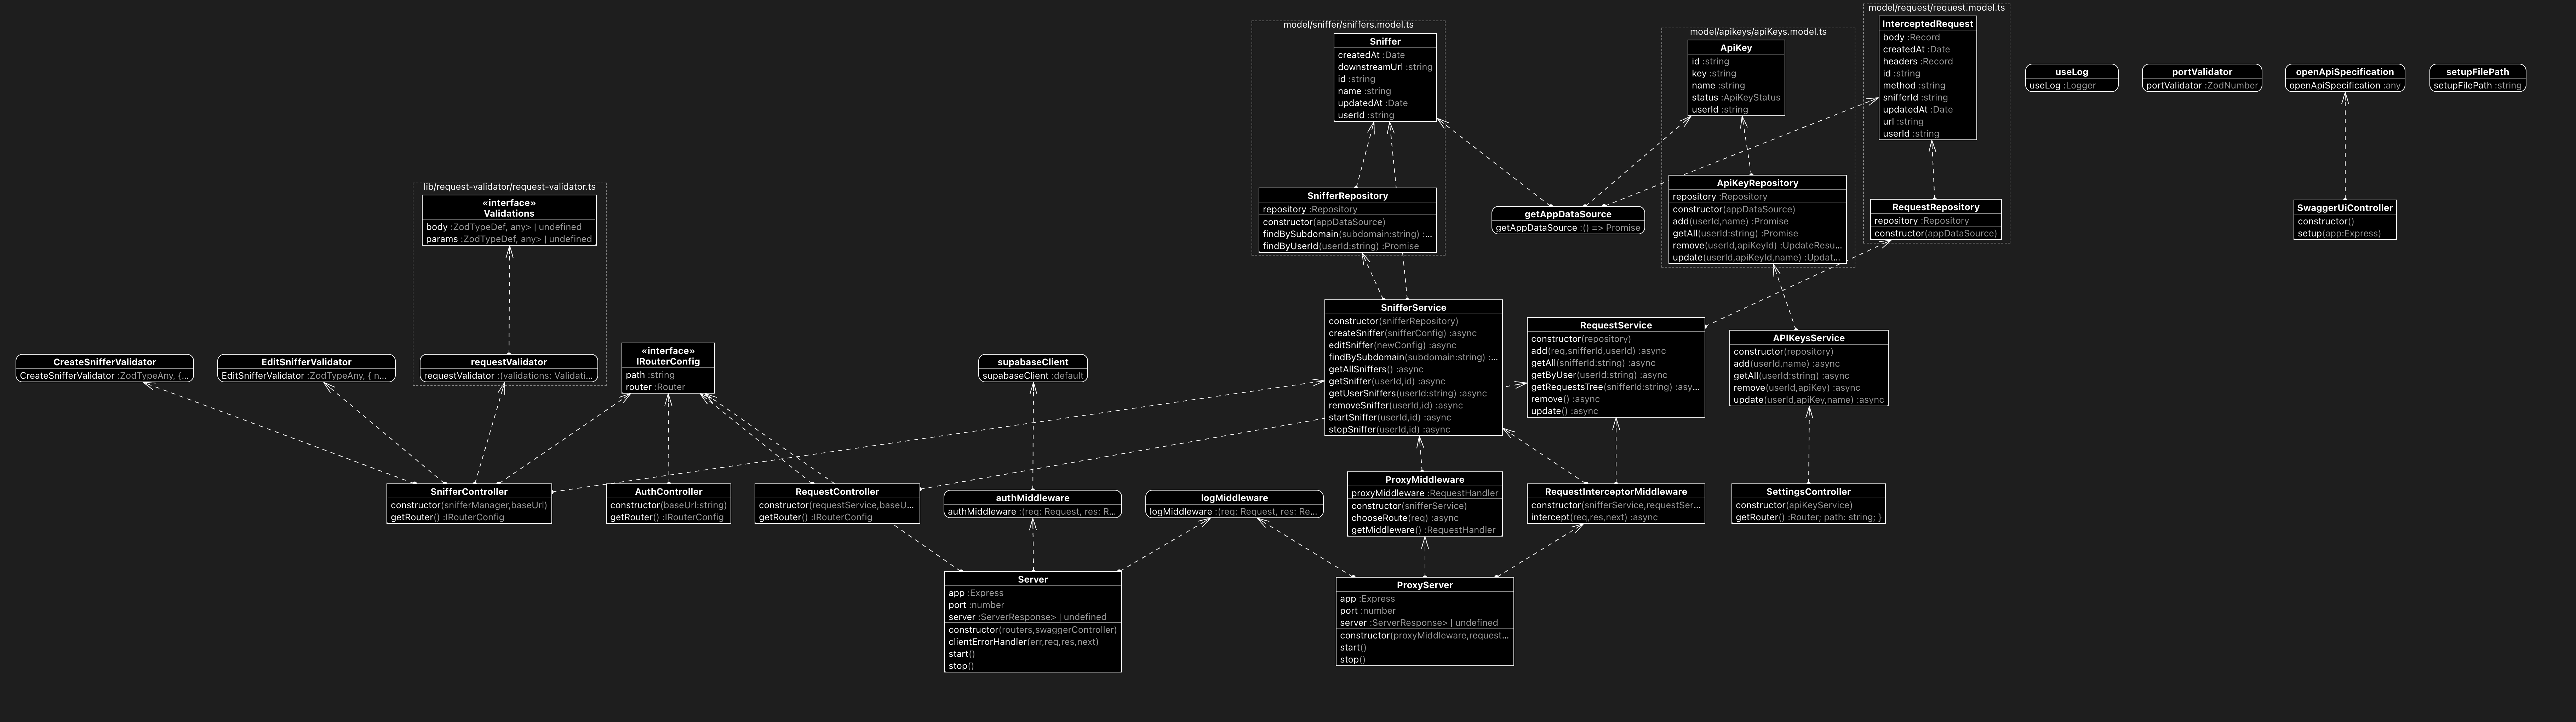 model/sniffer/sniffers.model.ts
Sniffer
createdAt :Date
downstreamUrl :string
id :string
name :string
updatedAt :Date
userId :string
SnifferRepository
repository :Repository
constructor(appDataSource)
findBySubdomain(subdomain:string) :...
findByUserId(userId:string) :Promise
getAppDataSource
getAppDataSource :() => Promise
model/apikeys/apiKeys.model.ts
ApiKey
id :string
key :string
name :string
status :ApiKeyStatus
userId :string
ApiKeyRepository
repository :Repository
constructor(appDataSource)
add(userId,name) :Promise
getAll(userId:string) :Promise
remove(userId,apiKeyId) :UpdateResu...
update(userId,apiKeyId,name) :Updat...
model/request/request.model.ts
InterceptedRequest
body :Record
createdAt :Date
headers :Record
id :string
method :string
snifferId :string
updatedAt :Date
url :string
userId :string
RequestRepository
repository :Repository
constructor(appDataSource)
useLog
useLog :Logger
portValidator
portValidator :ZodNumber
openApiSpecification
openApiSpecification :any
setupFilePath
setupFilePath :string
SwaggerUiController
constructor()
setup(app:Express)
lib/request-validator/request-validator.ts
«interface»
Validations
body :ZodTypeDef, any> | undefined
params :ZodTypeDef, any> | undefined
CreateSnifferValidator
CreateSnifferValidator :ZodTypeAny, {...
EditSnifferValidator
EditSnifferValidator :ZodTypeAny, { n...
requestValidator
requestValidator :(validations: Validati...
«interface»
IRouterConfig
path :string
router :Router
supabaseClient
supabaseClient :default
SnifferService
constructor(snifferRepository)
createSniffer(snifferConfig) :async
editSniffer(newConfig) :async
findBySubdomain(subdomain:string) :...
getAllSniffers() :async
getSniffer(userId,id) :async
getUserSniffers(userId:string) :async
removeSniffer(userId,id) :async
startSniffer(userId,id) :async
stopSniffer(userId,id) :async
RequestService
constructor(repository)
add(req,snifferId,userId) :async
getAll(snifferId:string) :async
getByUser(userId:string) :async
getRequestsTree(snifferId:string) :asy...
remove() :async
update() :async
APIKeysService
constructor(repository)
add(userId,name) :async
getAll(userId:string) :async
remove(userId,apiKey) :async
update(userId,apiKey,name) :async
SnifferController
constructor(snifferManager,baseUrl)
getRouter() :IRouterConfig
AuthController
constructor(baseUrl:string)
getRouter() :IRouterConfig
RequestController
constructor(requestService,baseU...
getRouter() :IRouterConfig
authMiddleware
authMiddleware :(req: Request, res: R...
logMiddleware
logMiddleware :(req: Request, res: Re...
ProxyMiddleware
proxyMiddleware :RequestHandler
constructor(snifferService)
chooseRoute(req) :async
getMiddleware() :RequestHandler
RequestInterceptorMiddleware
constructor(snifferService,requestSer...
intercept(req,res,next) :async
SettingsController
constructor(apiKeyService)
getRouter() :Router; path: string; }
Server
app :Express
port :number
server :ServerResponse> | undefined
constructor(routers,swaggerController)
clientErrorHandler(err,req,res,next)
start()
stop()
ProxyServer
app :Express
port :number
server :ServerResponse> | undefined
constructor(proxyMiddleware,request...
start()
stop()